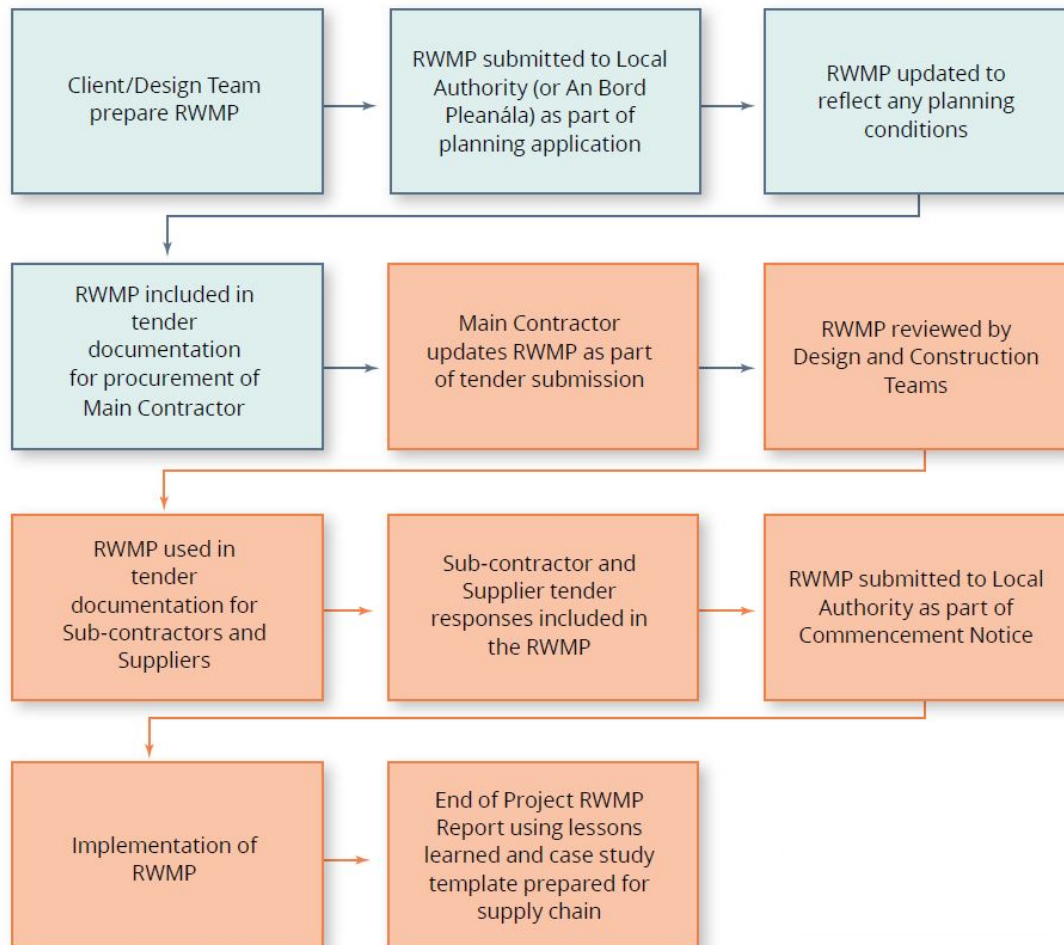 Client/Design Team
prepare RWMP
RWMP submitted to Local
Authority (or An Bord
Pleanála) as part of
planning application
RWMP updated to
reflect any planning
conditions
RWMP included in
tender
documentation
for procurement of
Main Contractor
Main Contractor
updates RWMP as part
of tender submission
RWMP reviewed by
Design and Construction
Teams
RWMP used in
tender
documentation for
Sub-contractors and
Suppliers
Sub-contractor and
Supplier tender
responses included in
the RWMP
RWMP submitted to Local
Authority as part of
Commencement Notice
Implementation of
RWMP
End of Project RWMP
Report using lessons
learned and case study
template prepared for
supply chain